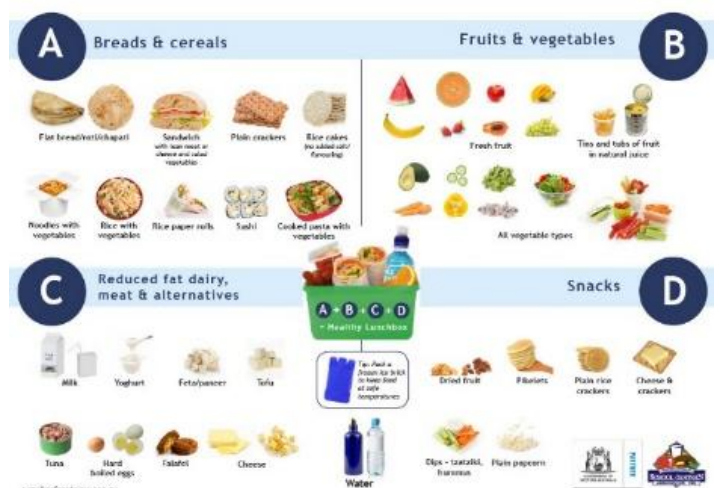 A
Breads & cereals
Fruits & vegetables
B
Flat bread/roti/chapati
Sandwich
with lean meat or
cheese and salad
vegetables
Plain crackers
Rice cakes
(no added salt/
flavouring)
Fresh fruit
Tins and tubs of fruit
in natural juice
Noodles with
vegetables
Rice with
vegetables
Rice paper rolls
Sushi
Cooked pasta with
vegetables
All vegetable types
C
Reduced fat dairy,
meat & alternatives
A + B + C + D
= Healthy Lunchbox
Snacks
D
Tip: Pack a
frozen ice brick
to keep food
at safe
temperatures
Milk
Yoghurt
Feta/paneer
Tofu
Dried fruit
Pikelets
Plain rice
crackers
Cheese &
crackers
Tuna
Hard
boiled eggs
Falafel
Cheese
Water
Dips - tzatziki,
hummus
Plain popcorn